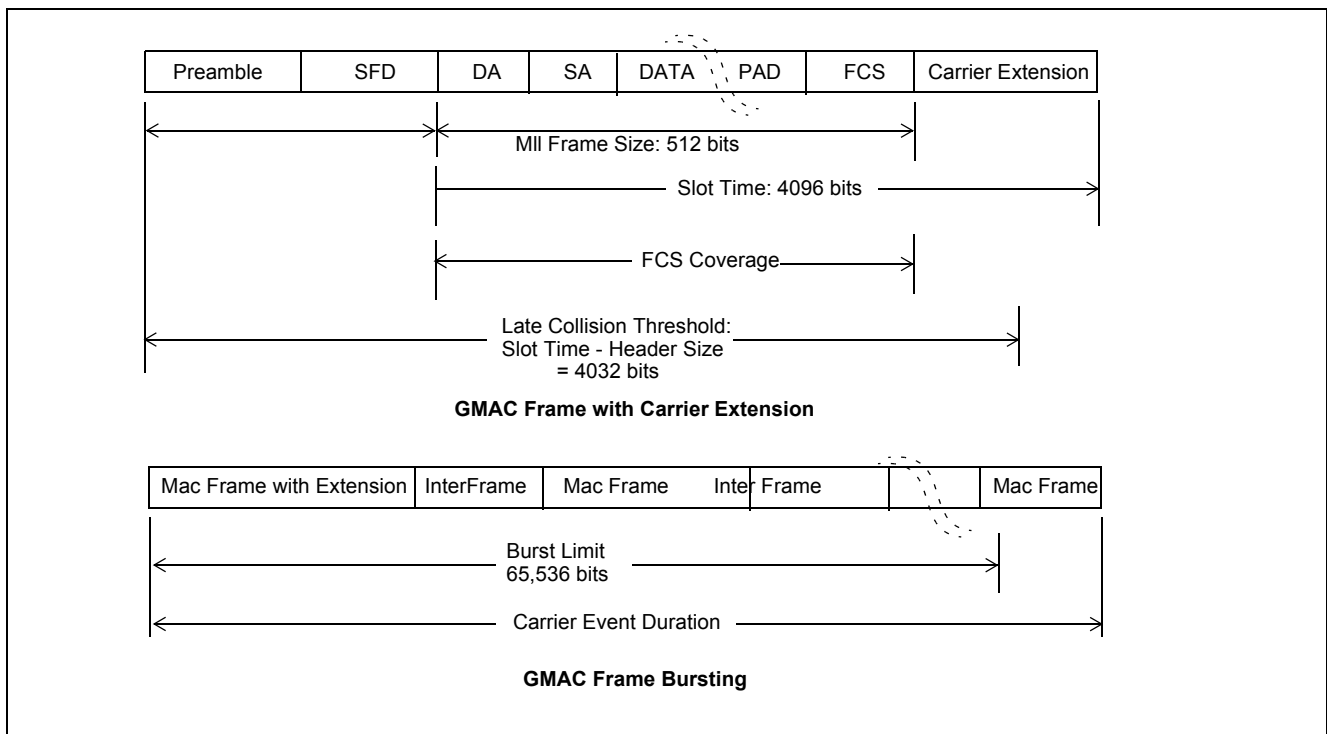 Preamble SFD DA SA DATA PAD FCS Carrier Extension
MII Frame Size: 512 bits
Slot Time: 4096 bits
FCS Coverage
Late Collision Threshold:
Slot Time - Header Size
= 4032 bits
GMAC Frame with Carrier Extension
Mac Frame with Extension InterFrame Mac Frame Inter Frame Mac Frame
Burst Limit
65,536 bits
Carrier Event Duration
GMAC Frame Bursting